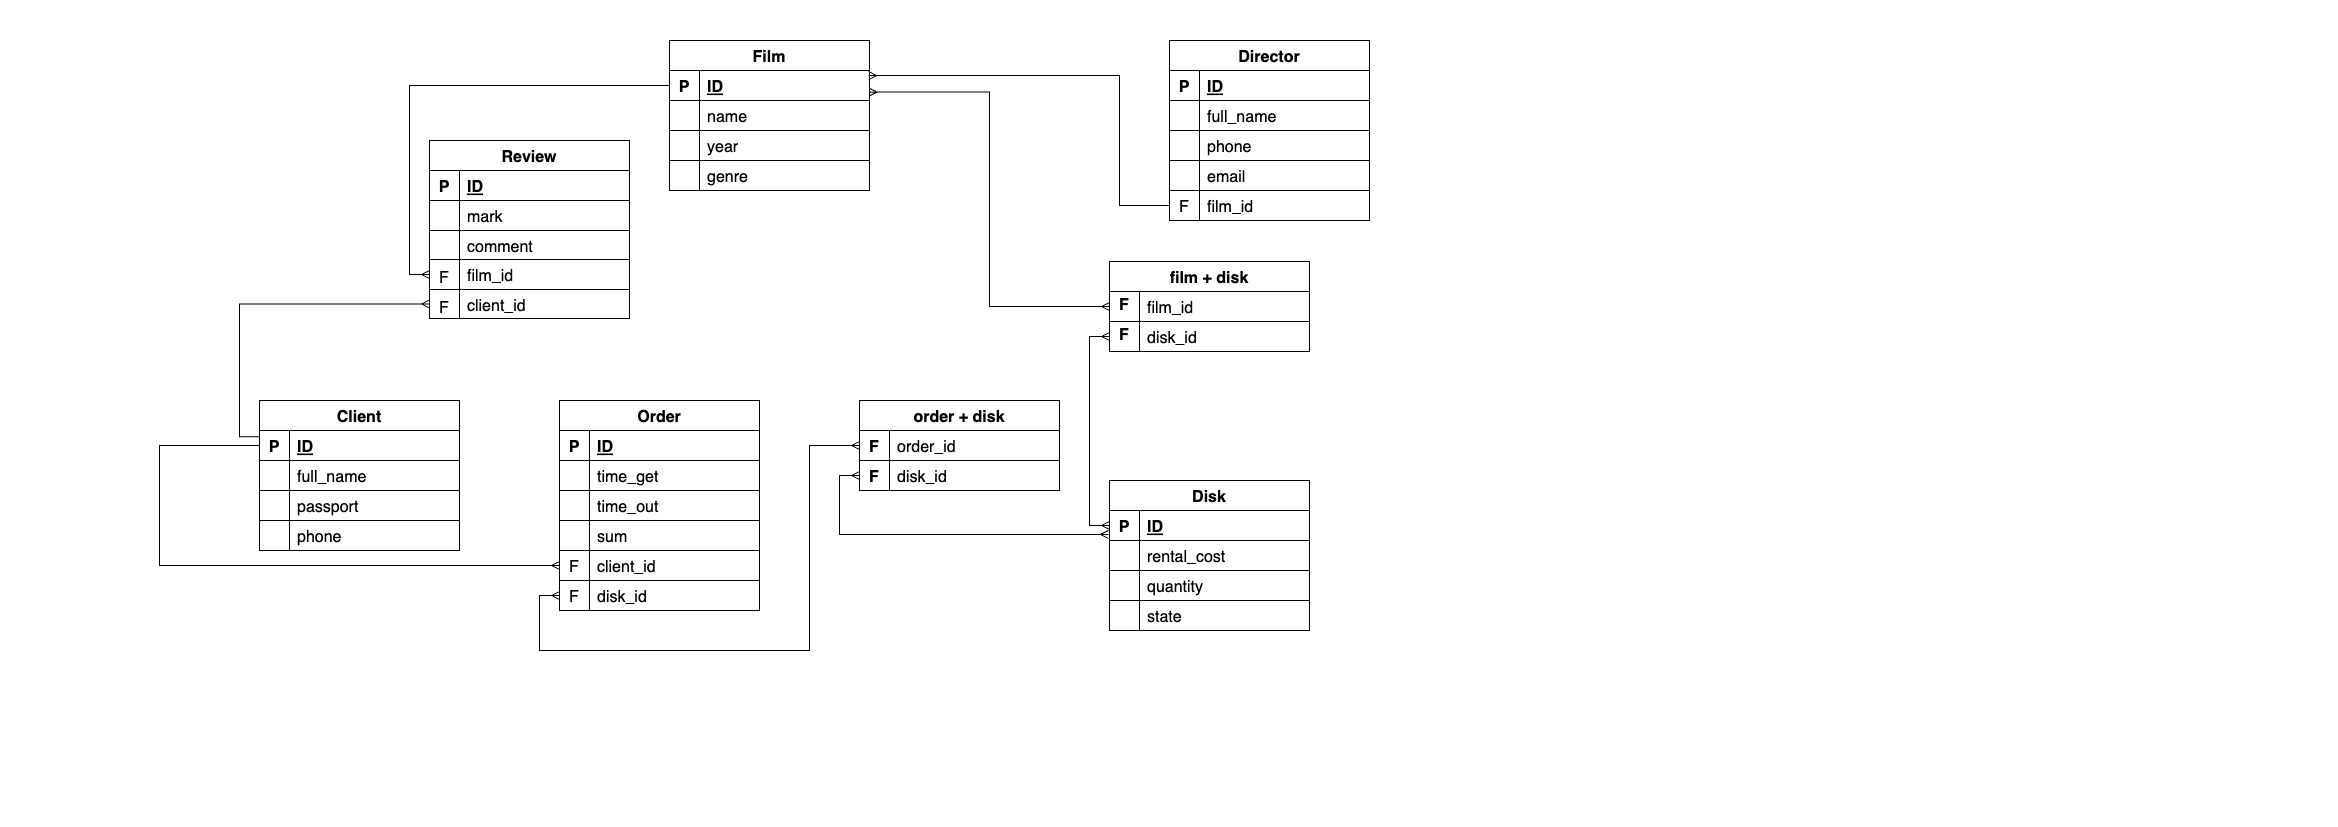 Film
P ID
name
year
genre
Director
P ID
full_name
phone
email
F film_id
Review
P ID
mark
comment
F film_id
F client_id
film + disk
F film_id
F disk_id
Client
P ID
full_name
passport
phone
Order
P ID
time_get
time_out
sum
F client_id
F disk_id
order + disk
F order_id
F disk_id
Disk
P ID
rental_cost
quantity
state